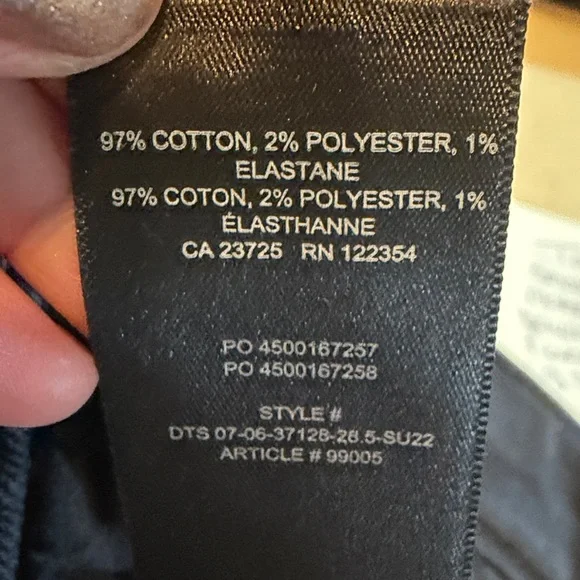 97% COTTON, 2% POLYESTER, 1%
ELASTANE
97% COTON, 2% POLYESTER, 1%
ÉLASTHANNE
CA 23725 RN 122354
PO 4500167257
PO 4500167258
STYLE #
DTS 07-06-37128-28.5-SU22
ARTICLE # 99005